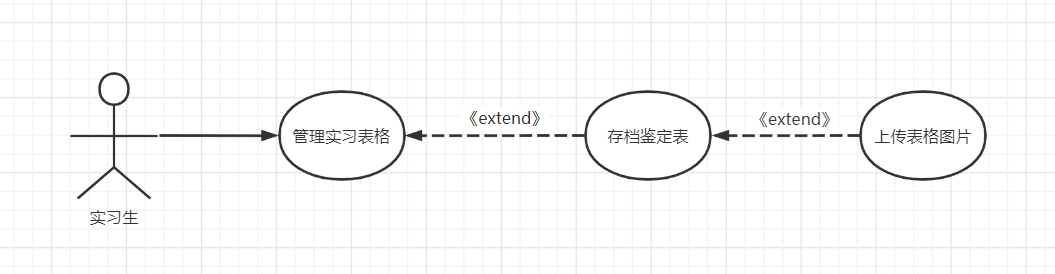 《extend》
《extend》
管理实习表格
存档鉴定表
上传表格图片
实习生